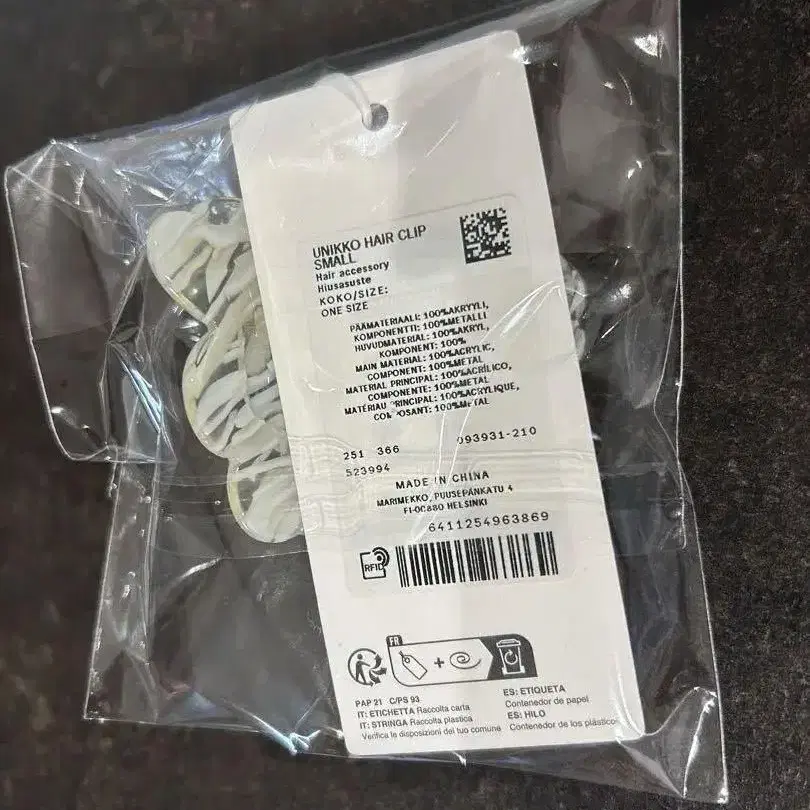 UNIKKO HAIR CLIP
SMALL
Hair accessory
Hiusasuste
KOKO/SIZE:
ONE SIZE
PÄÄMATERIAALI: 100%AKRYYLI,
KOMPONENTTI: 100%METALLI
HUVUDMATERIAL: 100%AKRYL,
KOMPONENT: 100%
MAIN MATERIAL: 100%ACRYLIC,
COMPONENT: 100%METAL
MATERIAL PRINCIPAL: 100%ACRÍLICO,
COMPONENTE: 100%METAL
MATÉRIAU PRINCIPAL: 100%ACRYLIQUE,
COMPOSANT: 100%METAL
251 366 093931-210
523994
MADE IN CHINA
MARIMEKKO, PUUSEPÄNKATU 4
FI-00880 HELSINKI
6411254963869
RFID
FR
+
PAP 21 C/PS 93
IT: ETICHETTA Raccolta carta
IT: STRINGA Raccolta plastica
Verifica le disposizioni del tuo comune
ES: ETIQUETA
Contenedor de papel
ES: HILO
Contenedor de los plástico